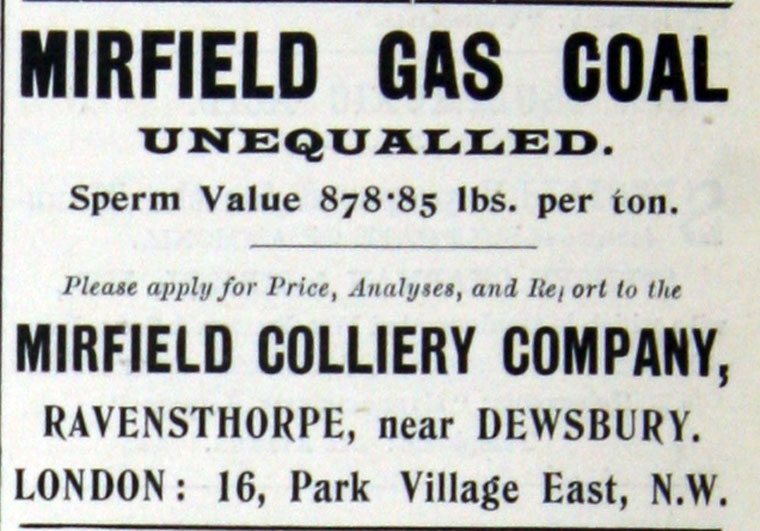 MIRFIELD GAS COAL
UNEQUALLED.
Sperm Value 878·85 lbs. per ton.
Please apply for Price, Analyses, and Report to the
MIRFIELD COLLIERY COMPANY,
RAVENSTHORPE, near DEWSBURY.
LONDON: 16, Park Village East, N.W.